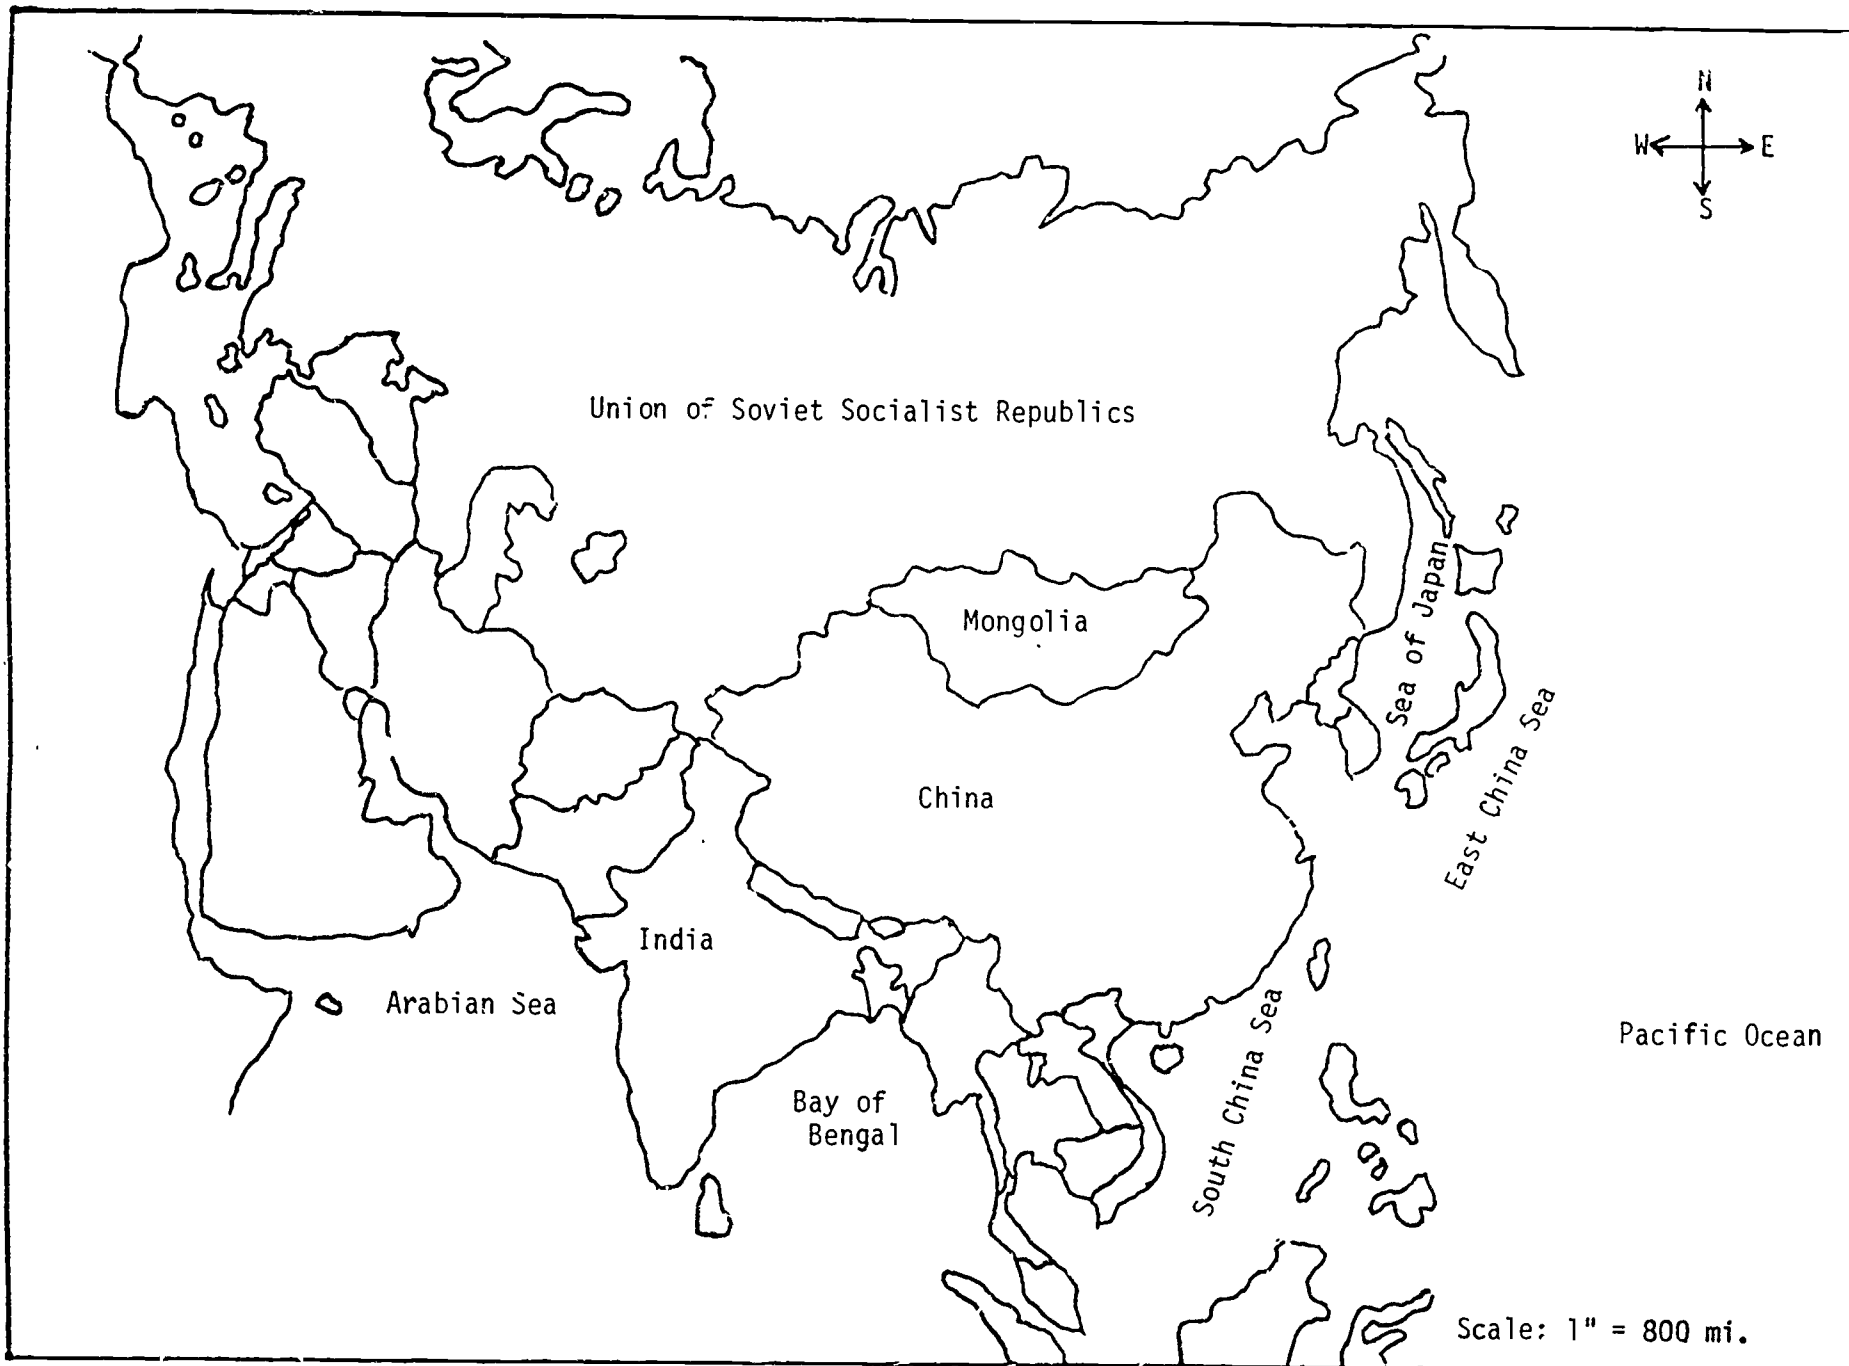 N
W E
S
Union of Soviet Socialist Republics
Mongolia
Sea of Japan
East China Sea
China
India
Arabian Sea
South China Sea
Pacific Ocean
Bay of
Bengal
Scale: 1" = 800 mi.